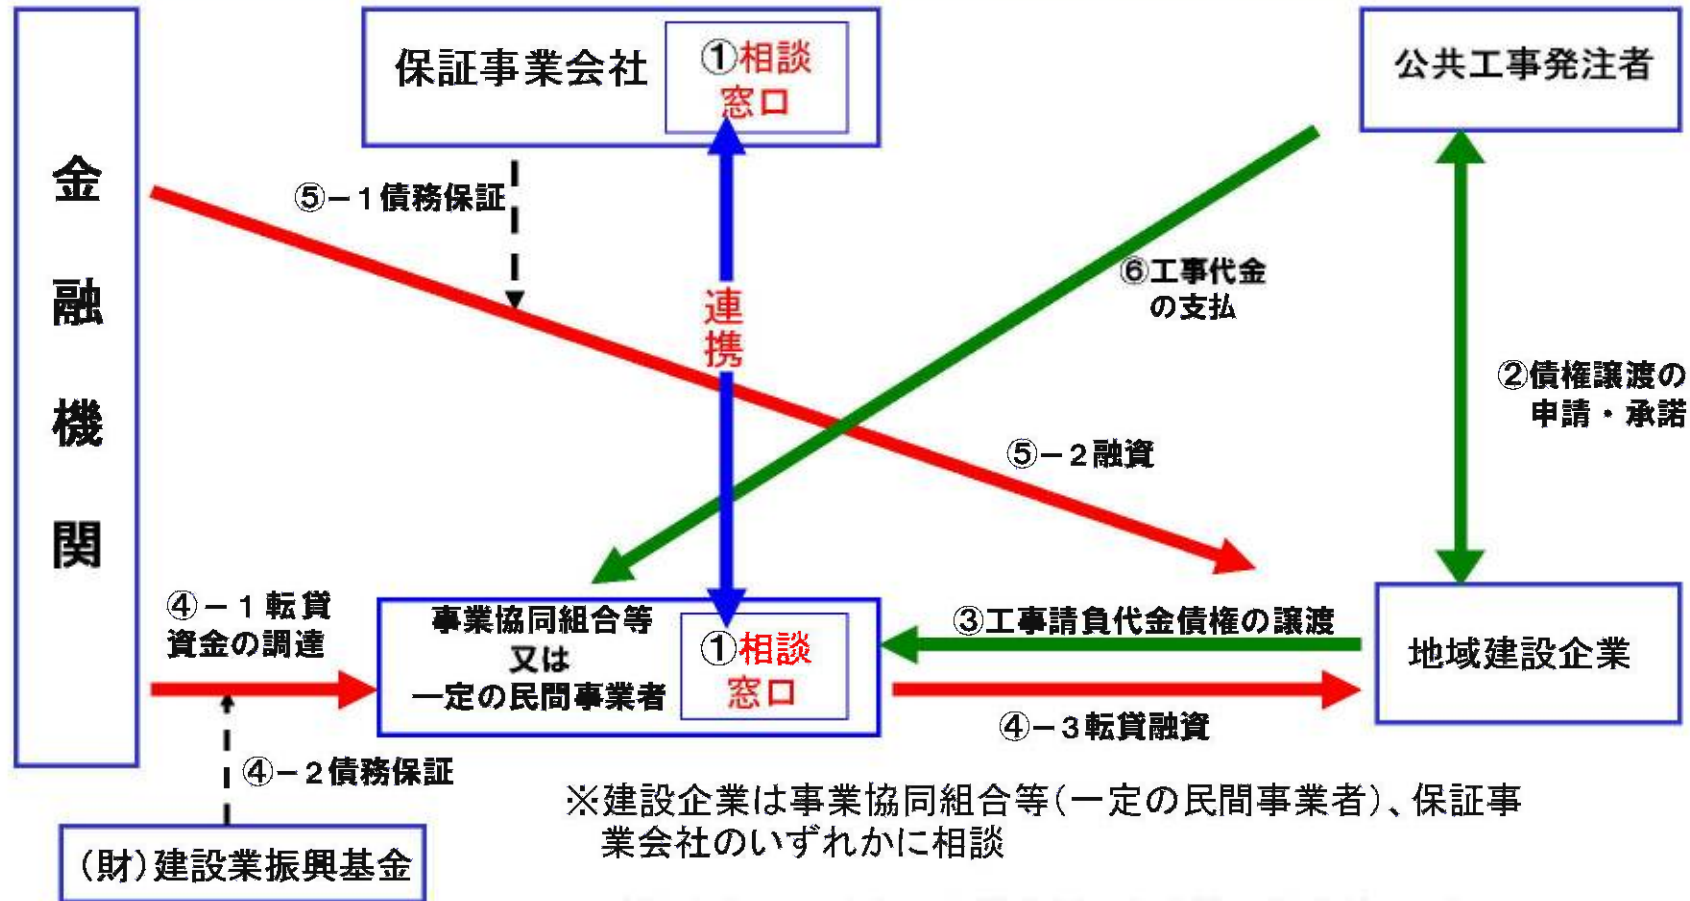 保証事業会社
①相談
窓口
公共工事発注者
金融機関
⑤－１債務保証
⑥工事代金
の支払
連携
②債権譲渡の
申請・承諾
⑤－２融資
④－１転貸
資金の調達
事業協同組合等
又は
一定の民間事業者
①相談
窓口
③工事請負代金債権の譲渡
地域建設企業
④－３転貸融資
④－２債務保証
（財）建設業振興基金
※建設企業は事業協同組合等（一定の民間事業者）、保証事
業会社のいずれかに相談